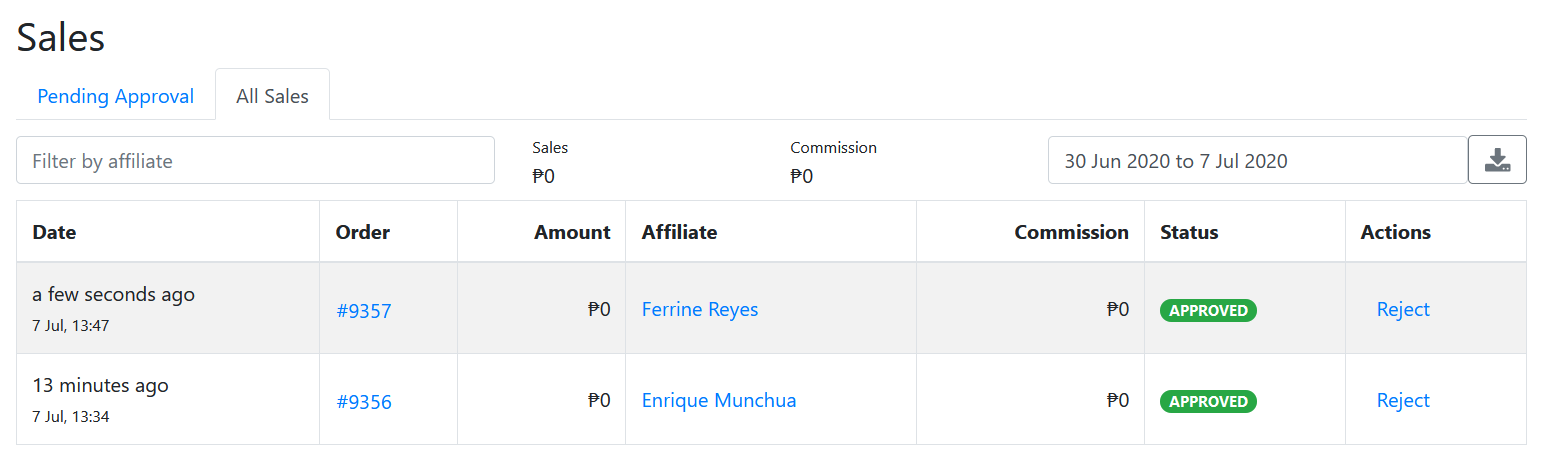 Sales
Pending Approval All Sales
Filter by affiliate
Sales
₱0
Commission
₱0
30 Jun 2020 to 7 Jul 2020
Date Order Amount Affiliate Commission Status Actions
a few seconds ago
7 Jul, 13:47
#9357 ₱0 Ferrine Reyes ₱0 APPROVED Reject
13 minutes ago
7 Jul, 13:34
#9356 ₱0 Enrique Munchua ₱0 APPROVED Reject